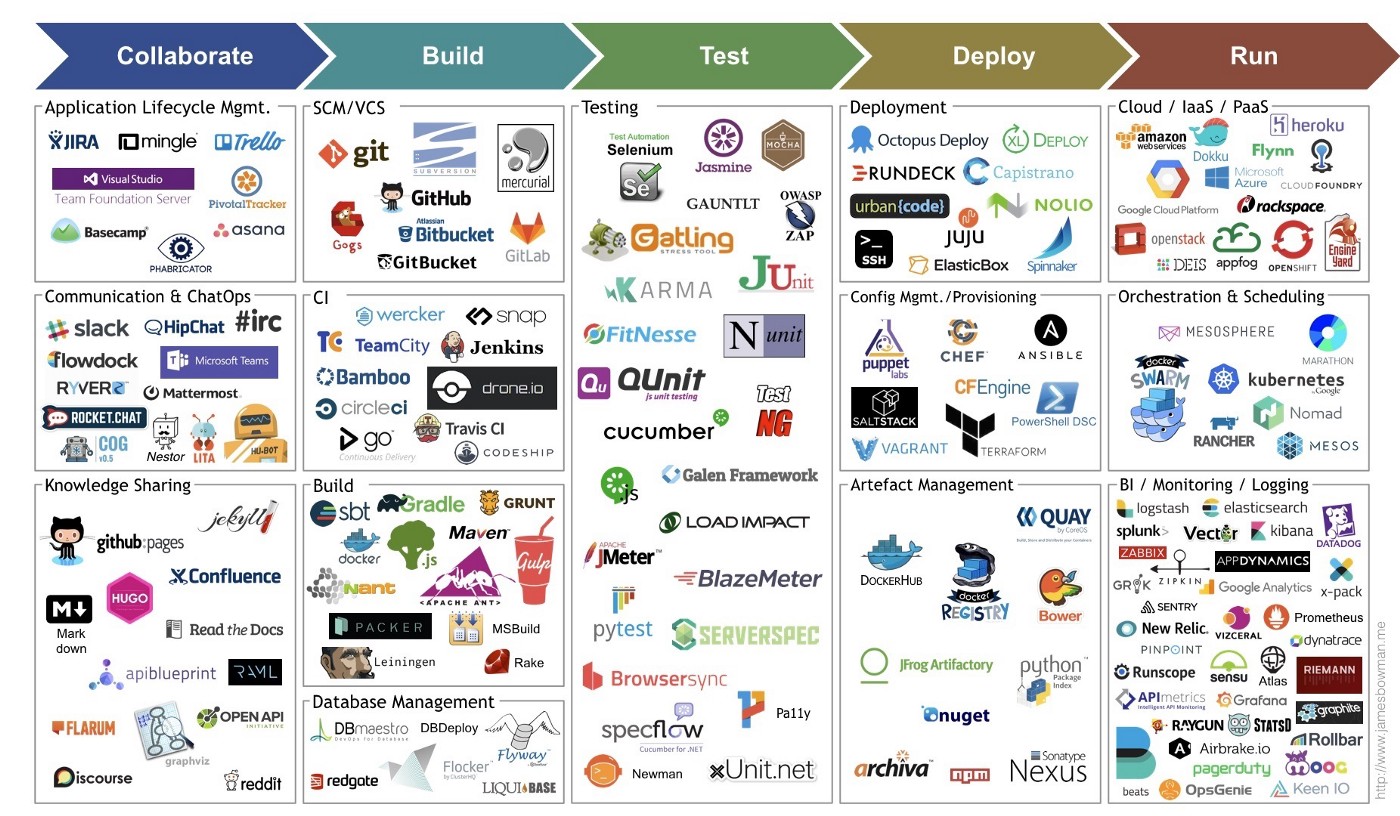 Collaborate
Build
Test
Deploy
Run
Application Lifecycle Mgmt.
JIRA
mingle
Trello
Visual Studio
Team Foundation Server
PivotalTracker
Basecamp
asana
PHABRICATOR
Communication & ChatOps
slack
HipChat
#irc
flowdock
Microsoft Teams
RYVER
Mattermost
ROCKET.CHAT
COG
v0.5
Nestor
LITA
HU-BOT
Knowledge Sharing
jekyll
github:pages
Confluence
HUGO
M
Mark
down
Read the Docs
apiblueprint
RAML
FLARUM
graphviz
OPEN API
INITIATIVE
Discourse
reddit
SCM/VCS
git
SUBVERSION
mercurial
GitHub
Gogs
Atlassian
Bitbucket
GitLab
GitBucket
CI
wercker
snap
TC TeamCity
Jenkins
Bamboo
drone.io
circleci
Travis CI
go
Continuous Delivery
CODESHIP
Build
sbt
Gradle
GRUNT
docker
.js
Maven
Gulp
Nant
<APACHE ANT>
PACKER
MSBuild
Leiningen
Rake
Database Management
DBmaestro
DevOps for Database
DBDeploy
Flyway
Flocker
by ClusterHQ
redgate
LIQUIBASE
Testing
Test Automation
Selenium
Se
Jasmine
MOCHA
GAUNTLT
OWASP
ZAP
Gatling
STRESS TOOL
KARMA
JUnit
FitNesse
N unit
Qu QUnit
js unit testing
Test
NG
cucumber
.js
Galen Framework
LOAD IMPACT
APACHE
JMeter™
BlazeMeter
pytest
SERVERSPEC
Browsersync
specflow
Cucumber for .NET
Pa11y
Newman
xUnit.net
Deployment
Octopus Deploy
XL DEPLOY
RUNDECK
Capistrano
urban{code}
NOLIO
>_
SSH
JUJU
ElasticBox
Spinnaker
Config Mgmt./Provisioning
puppet
labs
CHEF
ANSIBLE
CFEngine
SALTSTACK
PowerShell DSC
VAGRANT
TERRAFORM
Artefact Management
QUAY
by CoreOS
DOCKERHUB
docker
REGISTRY
Bower
JFrog Artifactory
python™
Package
Index
nuget
archiva
npm
Sonatype
Nexus
Cloud / IaaS / PaaS
amazon
webservices
Dokku
heroku
Flynn
CLOUDFOUNDRY
Google Cloud Platform
Microsoft
Azure
rackspace
openstack
appfog
OPENSHIFT
Engine
Yard
DEIS
Orchestration & Scheduling
MESOSPHERE
MARATHON
docker
SWARM
kubernetes
by Google
Nomad
RANCHER
MESOS
BI / Monitoring / Logging
logstash
elasticsearch
splunk>
Vector
kibana
DATADOG
ZABBIX
ZIPKIN
APPDYNAMICS
GROK
Google Analytics
x-pack
SENTRY
New Relic
VIZCERAL
Prometheus
PINPOINT
dynatrace
Runscope
sensu
Atlas
RIEMANN
APImetrics
Intelligent API Monitoring
Grafana
graphite
RAYGUN
STATSD
Rollbar
Airbrake.io
pagerduty
MOOG
beats
OpsGenie
Keen IO
http://www.jamesbowman.me